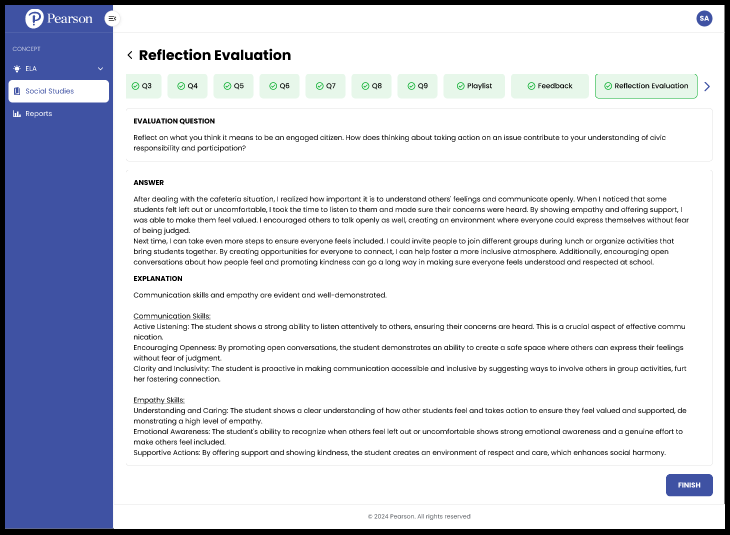 Pearson
SA
CONCEPT
ELA
Social Studies
Reports
Reflection Evaluation
Q3
Q4
Q5
Q6
Q7
Q8
Q9
Playlist
Feedback
Reflection Evaluation
EVALUATION QUESTION
Reflect on what you think it means to be an engaged citizen. How does thinking about taking action on an issue contribute to your understanding of civic
responsibility and participation?
ANSWER
After dealing with the cafeteria situation, I realized how important it is to understand others' feelings and communicate openly. When I noticed that some
students felt left out or uncomfortable, I took the time to listen to them and made sure their concerns were heard. By showing empathy and offering support, I
was able to make them feel valued. I encouraged others to talk openly as well, creating an environment where everyone could express themselves without fear
of being judged.
Next time, I can take even more steps to ensure everyone feels included. I could invite people to join different groups during lunch or organize activities that
bring students together. By creating opportunities for everyone to connect, I can help foster a more inclusive atmosphere. Additionally, encouraging open
conversations about how people feel and promoting kindness can go a long way in making sure everyone feels understood and respected at school.
EXPLANATION
Communication skills and empathy are evident and well-demonstrated.
Communication Skills:
Active Listening: The student shows a strong ability to listen attentively to others, ensuring their concerns are heard. This is a crucial aspect of effective commu
nication.
Encouraging Openness: By promoting open conversations, the student demonstrates an ability to create a safe space where others can express their feelings
without fear of judgment.
Clarity and Inclusivity: The student is proactive in making communication accessible and inclusive by suggesting ways to involve others in group activities, furt
her fostering connection.
Empathy Skills:
Understanding and Caring: The student shows a clear understanding of how other students feel and takes action to ensure they feel valued and supported, de
monstrating a high level of empathy.
Emotional Awareness: The student's ability to recognize when others feel left out or uncomfortable shows strong emotional awareness and a genuine effort to
make others feel included.
Supportive Actions: By offering support and showing kindness, the student creates an environment of respect and care, which enhances social harmony.
FINISH
© 2024 Pearson. All rights reserved